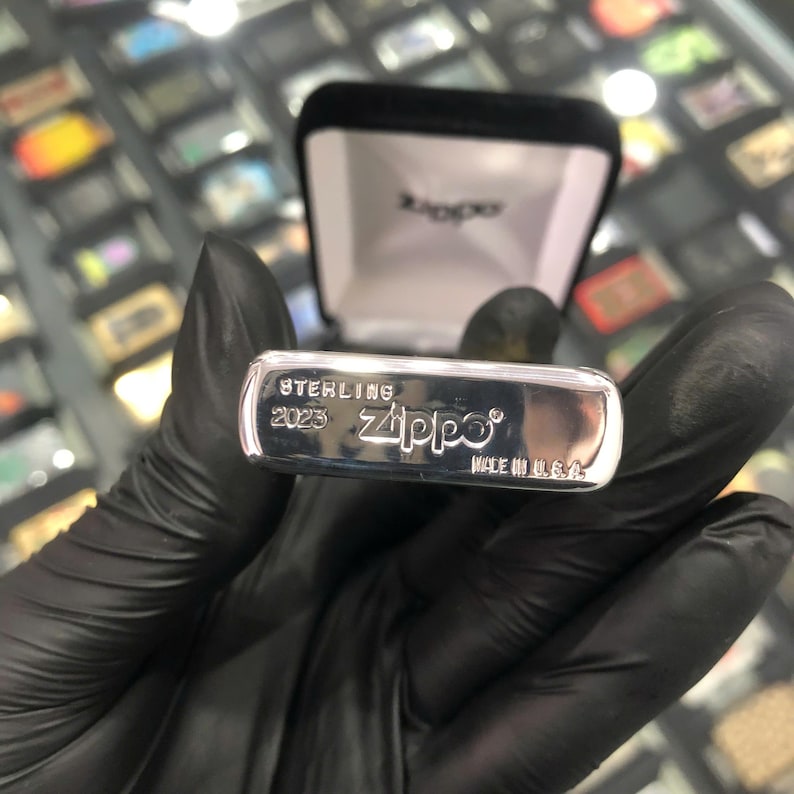 zippo
STERLING
2023 zippo®
MADE IN U.S.A.